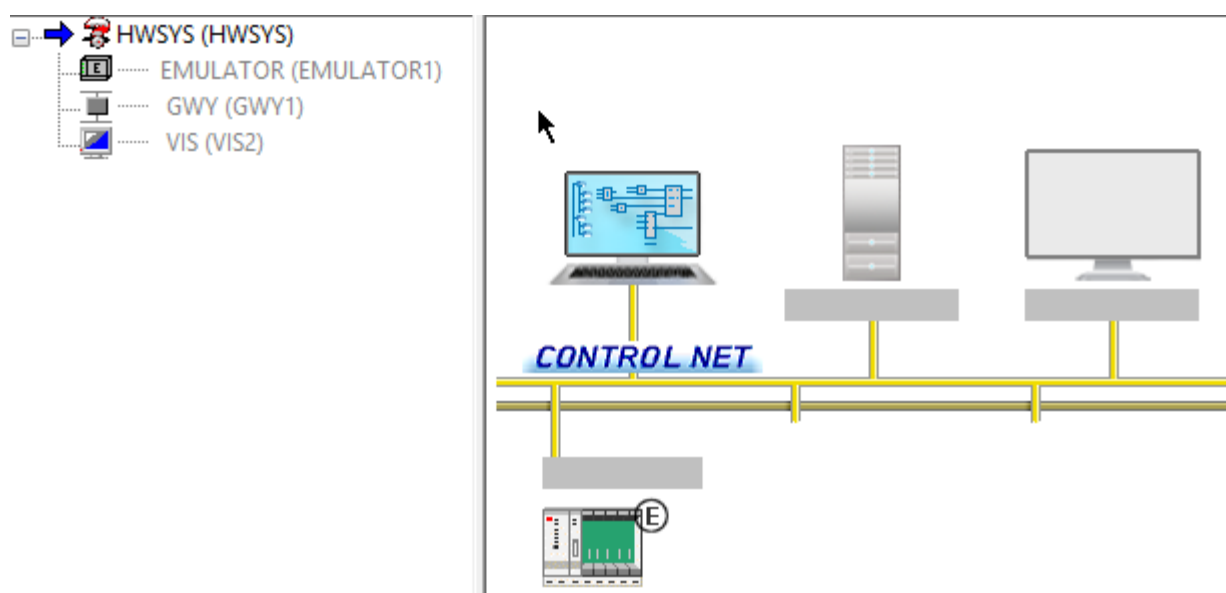 HWSYS (HWSYS)
E EMULATOR (EMULATOR1)
GWY (GWY1)
VIS (VIS2)
CONTROL NET
E